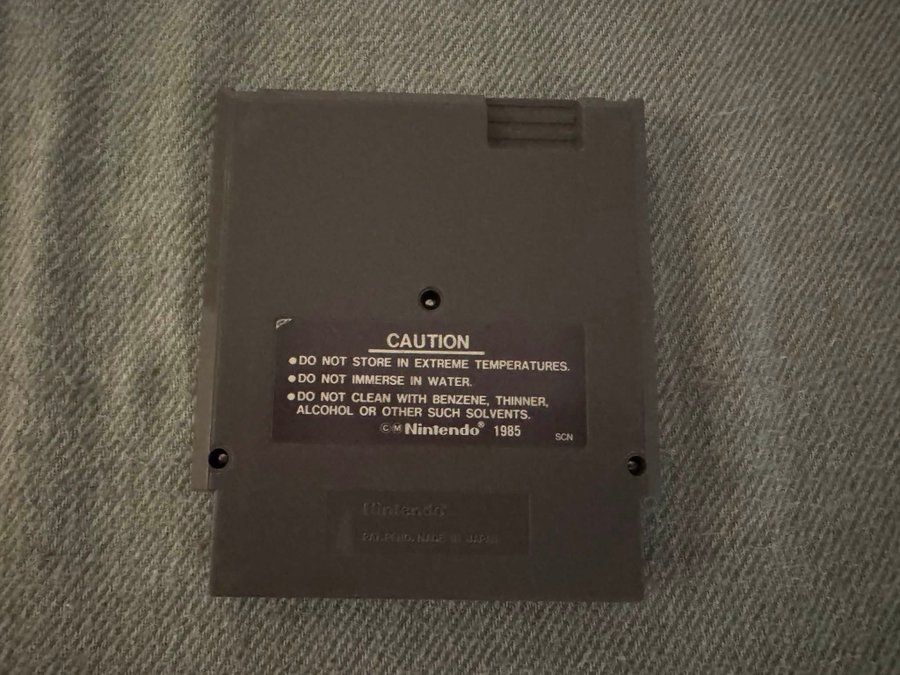 CAUTION
●DO NOT STORE IN EXTREME TEMPERATURES.
●DO NOT IMMERSE IN WATER.
●DO NOT CLEAN WITH BENZENE, THINNER,
ALCOHOL OR OTHER SUCH SOLVENTS.
ⒸⓂ Nintendo® 1985
SCN
Nintendo®
PAT. PEND. MADE IN JAPAN